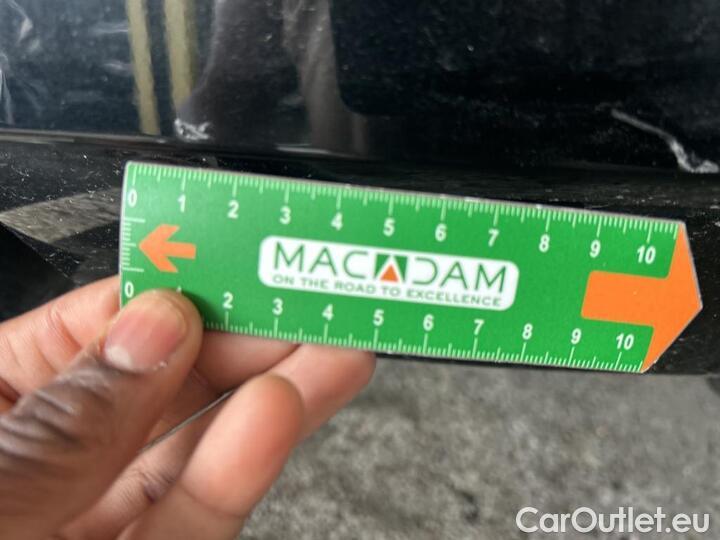 0 1 2 3 4 5 6 7 8 9 10
MACADAM
ON THE ROAD TO EXCELLENCE
0 1 2 3 4 5 6 7 8 9 10
CarOutlet.eu